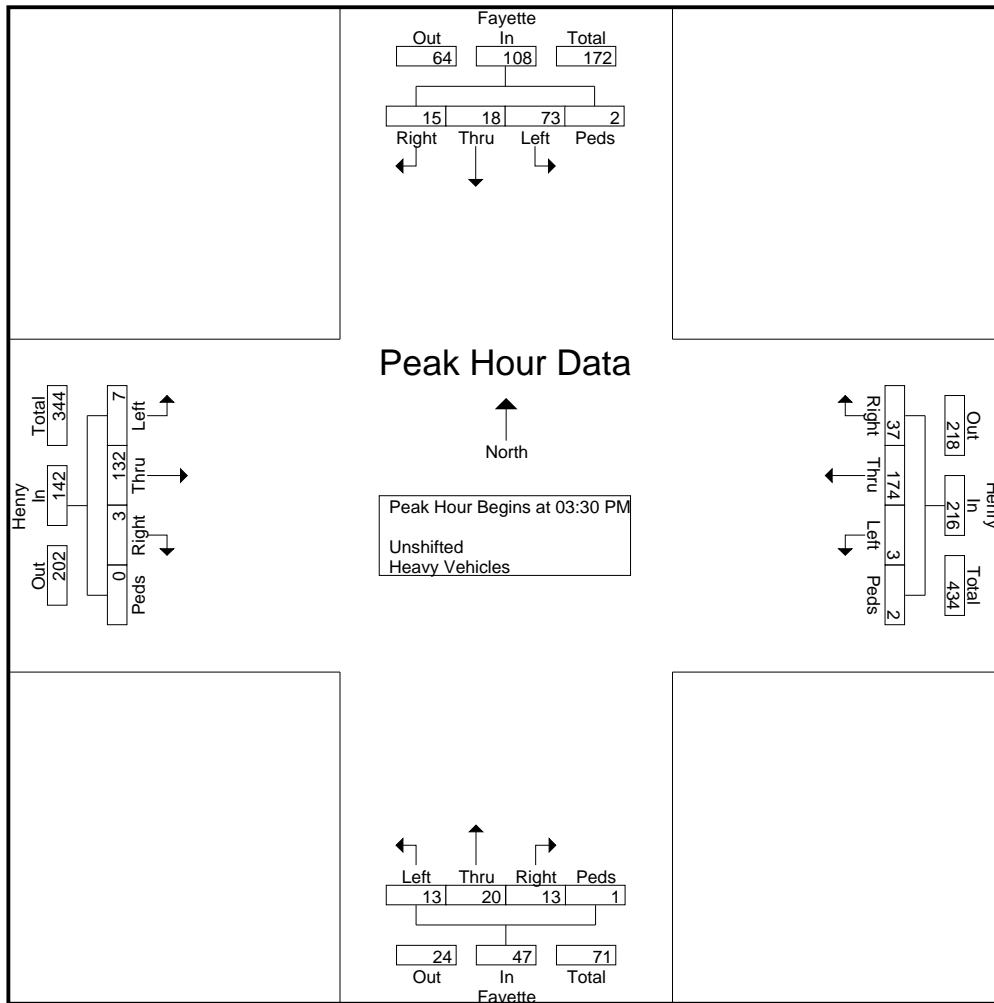 Fayette
Out In Total
64 108 172
15 18 73 2
Right Thru Left Peds
Peak Hour Data
North
Peak Hour Begins at 03:30 PM
Unshifted
Heavy Vehicles
Henry
Total In Out
344 142 202
7 132 3 0
Left Thru Right Peds
Right Thru Left Peds
37 174 3 2
Out In Total
218 216 434
Henry
Left Thru Right Peds
13 20 13 1
24 47 71
Out In Total
Fayette